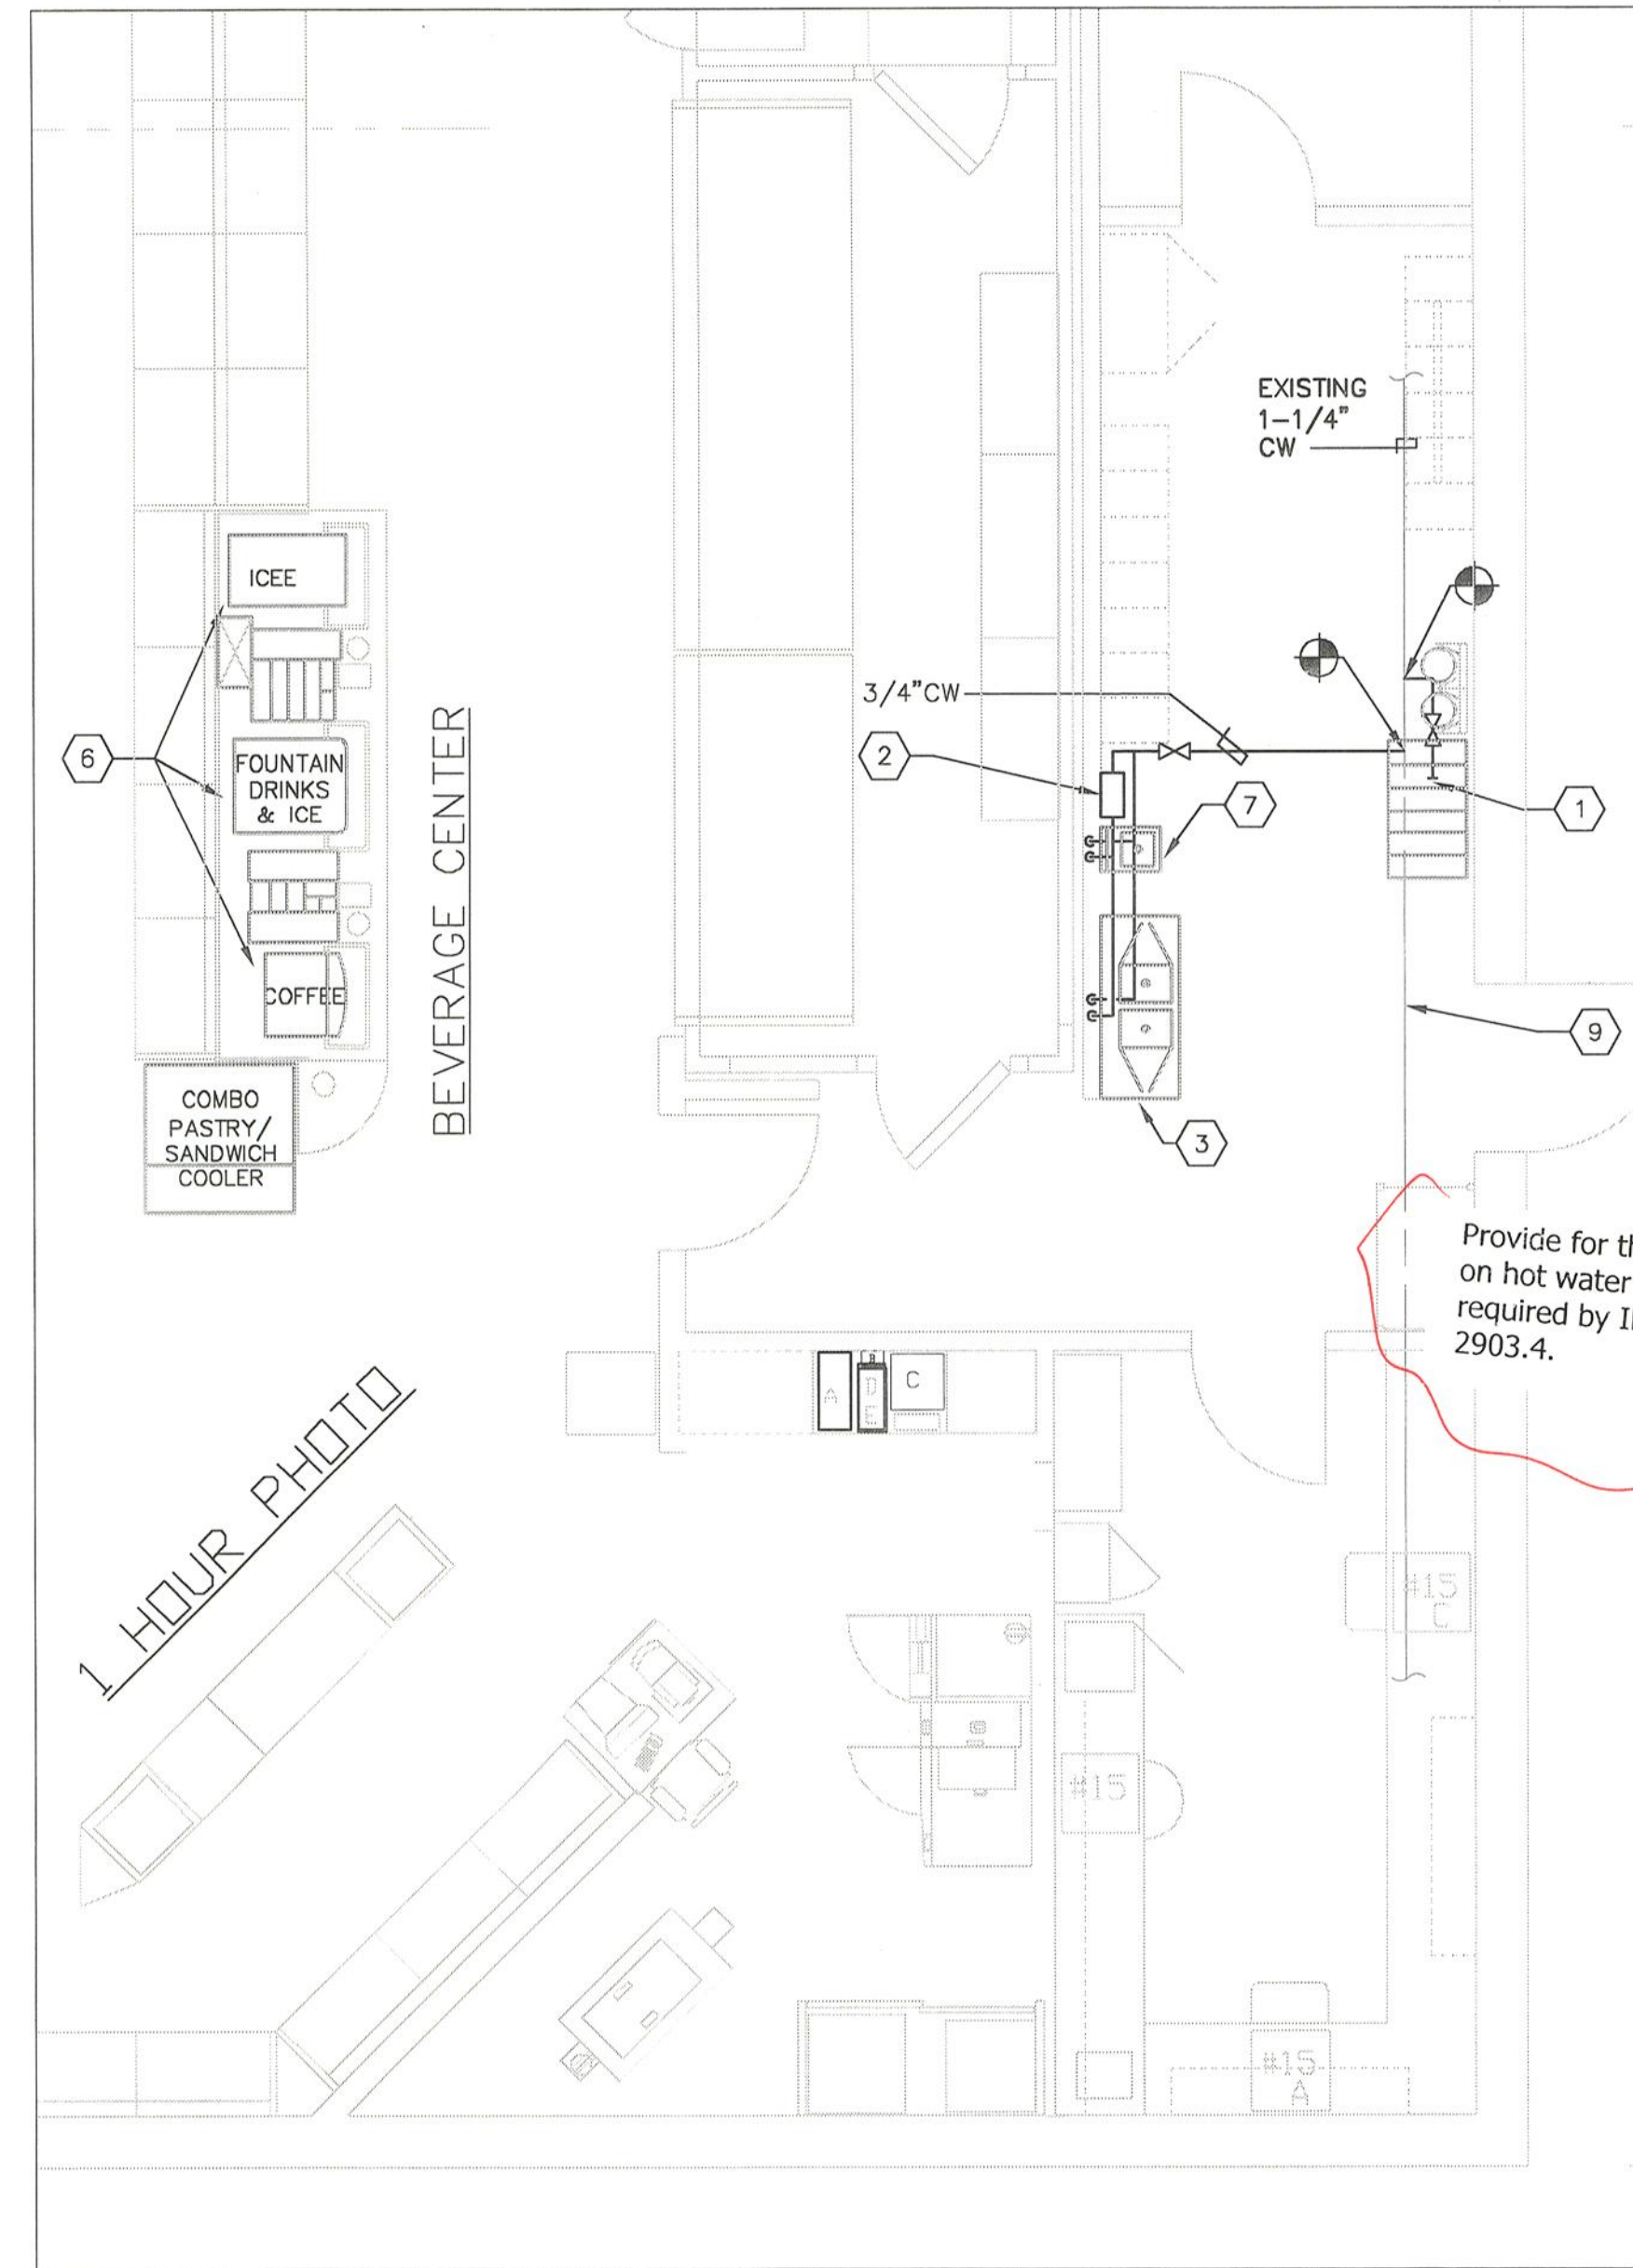 EXISTING
1-1/4"
CW
ICEE
3/4"CW
6
FOUNTAIN
DRINKS
& ICE
2
7
1
BEVERAGE CENTER
COFFEE
9
COMBO
PASTRY/
SANDWICH
COOLER
3
Provide for th
on hot water
required by
2903.4.
A
B
D
E
C
1 HOUR PHOTO
#15
C
#15
#15
A